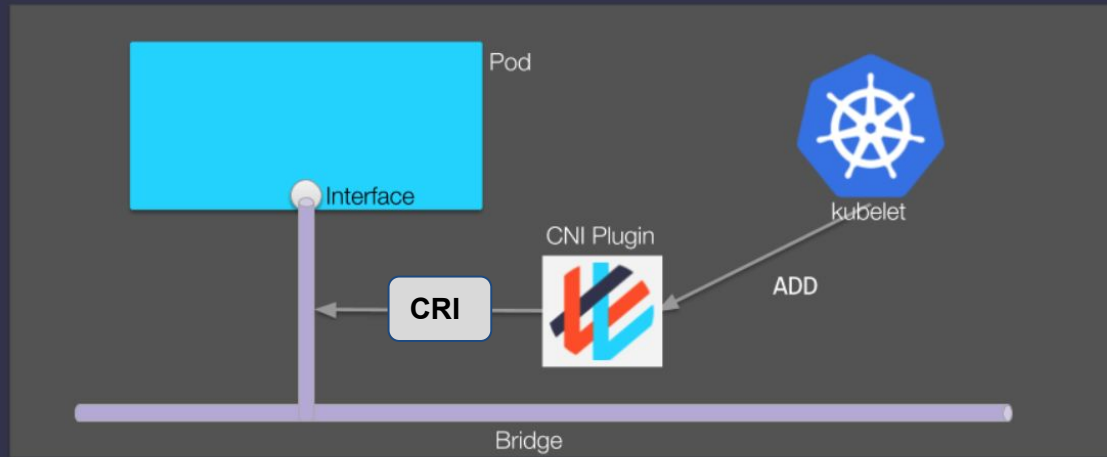 Pod
Interface
kubelet
CNI Plugin
ADD
CRI
Bridge